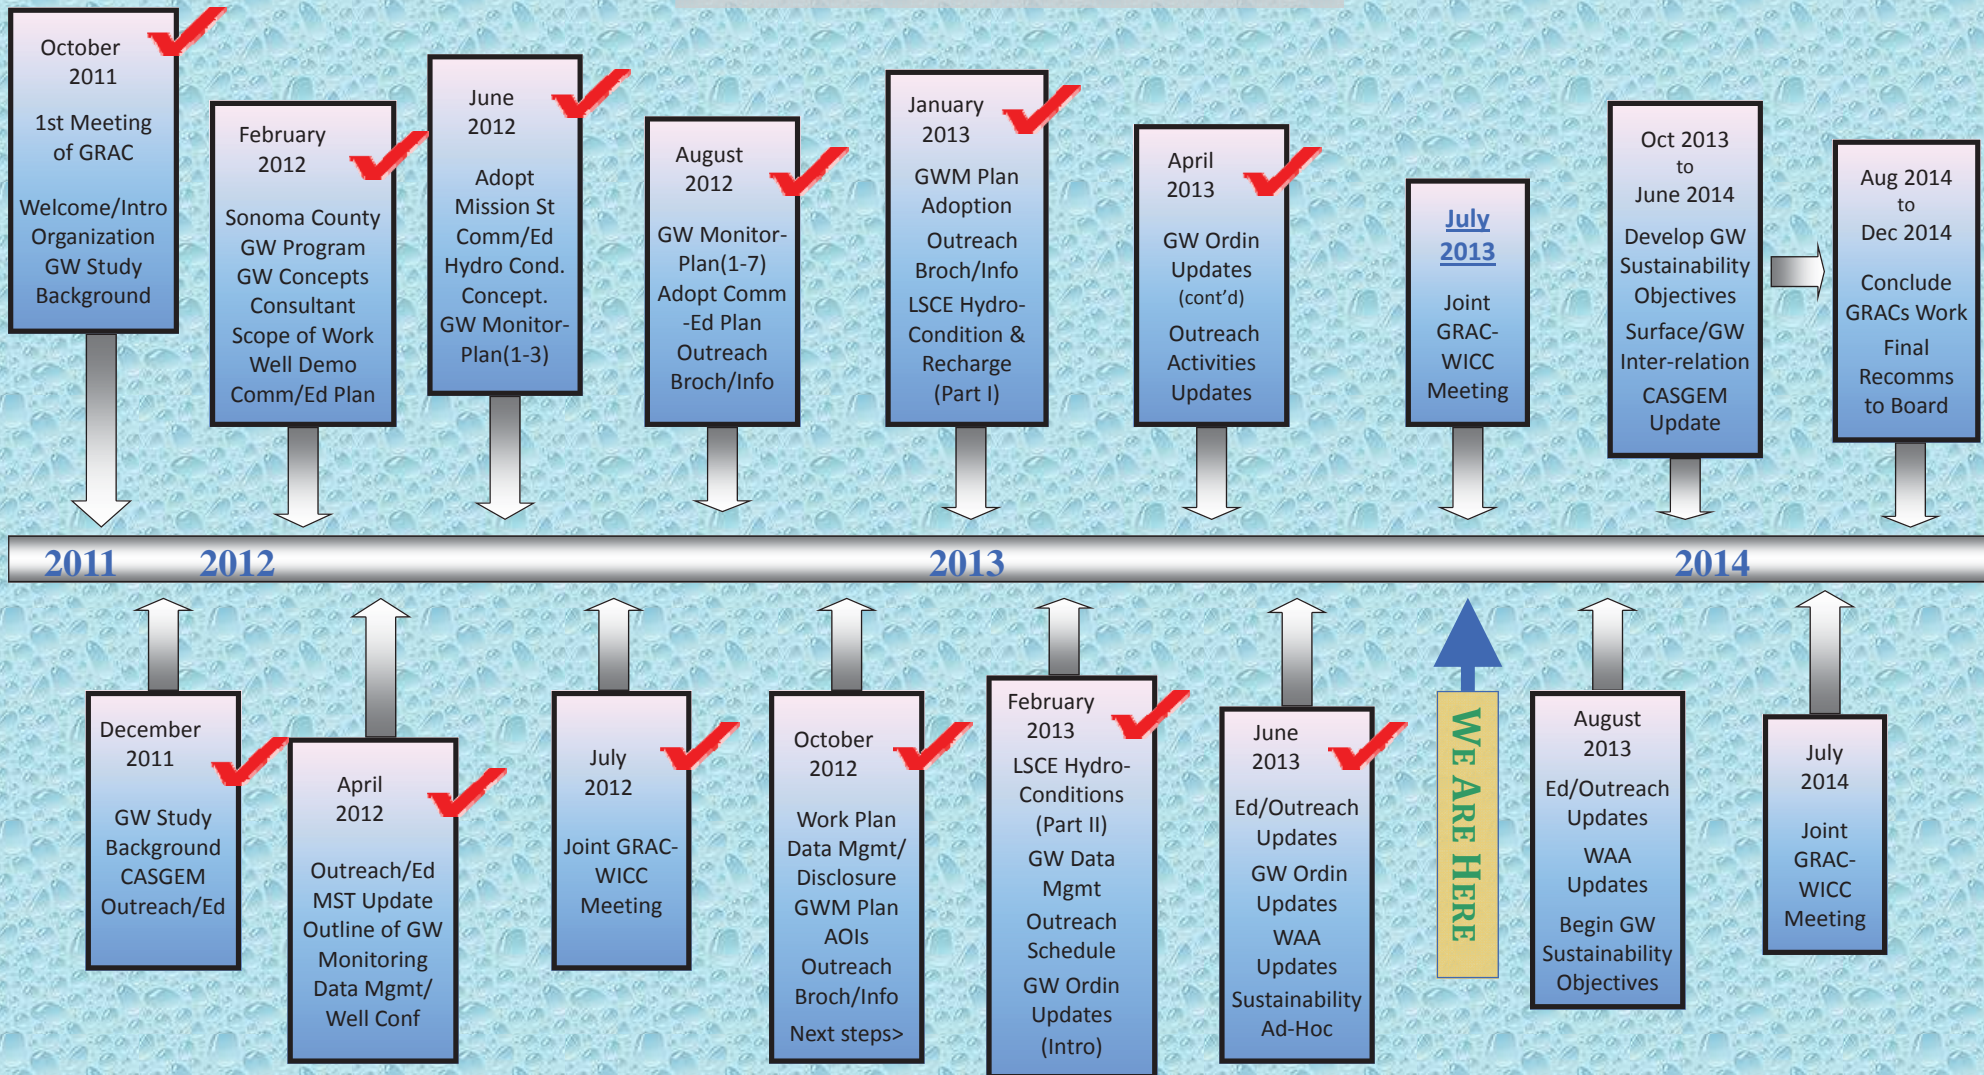 October
2011
1st Meeting
of GRAC
Welcome/Intro
Organization
GW Study
Background
February
2012
Sonoma County
GW Program
GW Concepts
Consultant
Scope of Work
Well Demo
Comm/Ed Plan
June
2012
Adopt
Mission St
Comm/Ed
Hydro Cond.
Concept.
GW Monitor-
Plan(1-3)
August
2012
GW Monitor-
Plan(1-7)
Adopt Comm
-Ed Plan
Outreach
Broch/Info
January
2013
GWM Plan
Adoption
Outreach
Broch/Info
LSCE Hydro-
Condition &
Recharge
(Part I)
April
2013
GW Ordin
Updates
(cont’d)
Outreach
Activities
Updates
July
2013
Joint
GRAC-
WICC
Meeting
Oct 2013
to
June 2014
Develop GW
Sustainability
Objectives
Surface/GW
Inter-relation
CASGEM
Update
Aug 2014
to
Dec 2014
Conclude
GRACs Work
Final
Recomms
to Board
2011 2012 2013 2014
December
2011
GW Study
Background
CASGEM
Outreach/Ed
April
2012
Outreach/Ed
MST Update
Outline of GW
Monitoring
Data Mgmt/
Well Conf
July
2012
Joint GRAC-
WICC
Meeting
October
2012
Work Plan
Data Mgmt/
Disclosure
GWM Plan
AOIs
Outreach
Broch/Info
Next steps>
February
2013
LSCE Hydro-
Conditions
(Part II)
GW Data
Mgmt
Outreach
Schedule
GW Ordin
Updates
(Intro)
June
2013
Ed/Outreach
Updates
GW Ordin
Updates
WAA
Updates
Sustainability
Ad-Hoc
WE ARE HERE
August
2013
Ed/Outreach
Updates
WAA
Updates
Begin GW
Sustainability
Objectives
July
2014
Joint
GRAC-
WICC
Meeting